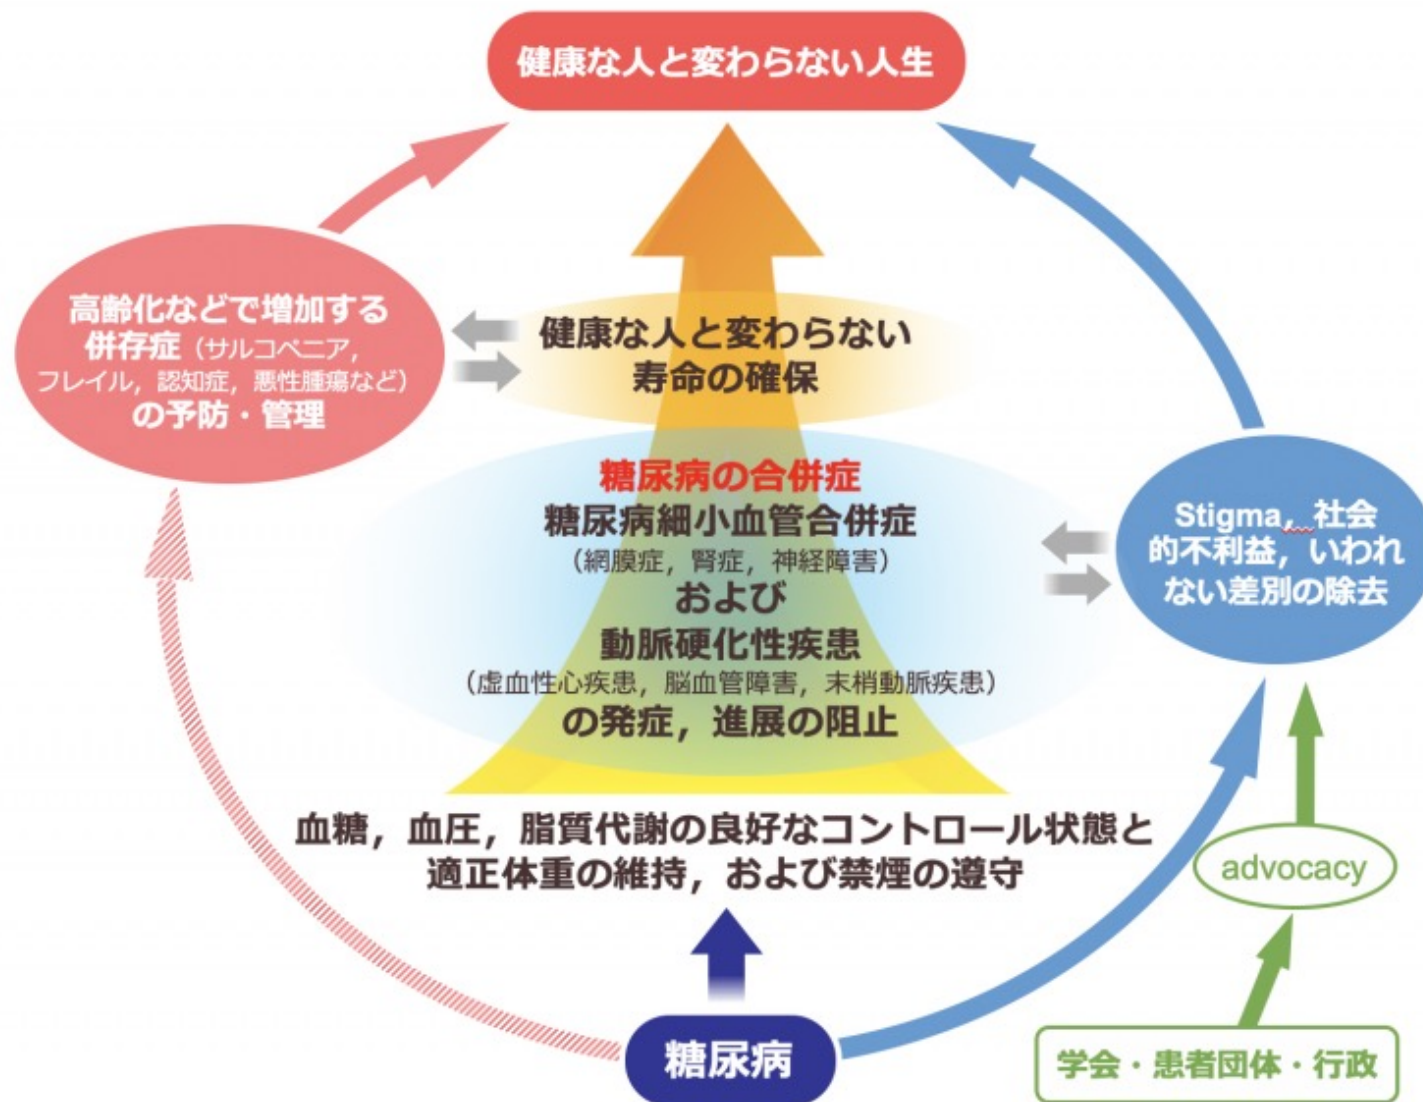 健康な人と変わらない人生
高齢化などで増加する
併存症（サルコペニア，
フレイル，認知症，悪性腫瘍など）
の予防・管理
健康な人と変わらない
寿命の確保
糖尿病の合併症
糖尿病細小血管合併症
（網膜症，腎症，神経障害）
および
動脈硬化性疾患
（虚血性心疾患，脳血管障害，末梢動脈疾患）
の発症，進展の阻止
Stigma，社会
的不利益，いわれ
ない差別の除去
血糖，血圧，脂質代謝の良好なコントロール状態と
適正体重の維持，および禁煙の遵守
advocacy
糖尿病
学会・患者団体・行政